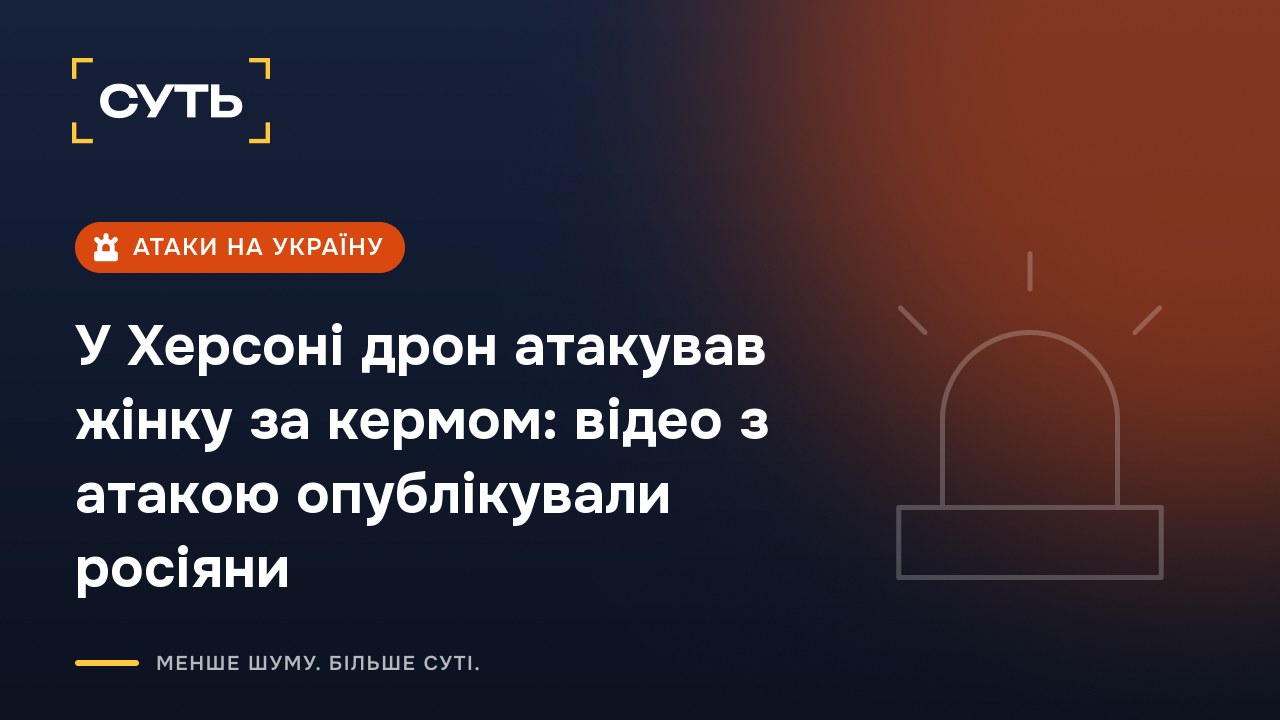 СУТЬ
АТАКИ НА УКРАЇНУ
У Херсоні дрон атакував
жінку за кермом: відео з
атакою опублікували
росіяни
МЕНШЕ ШУМУ. БІЛЬШЕ СУТІ.